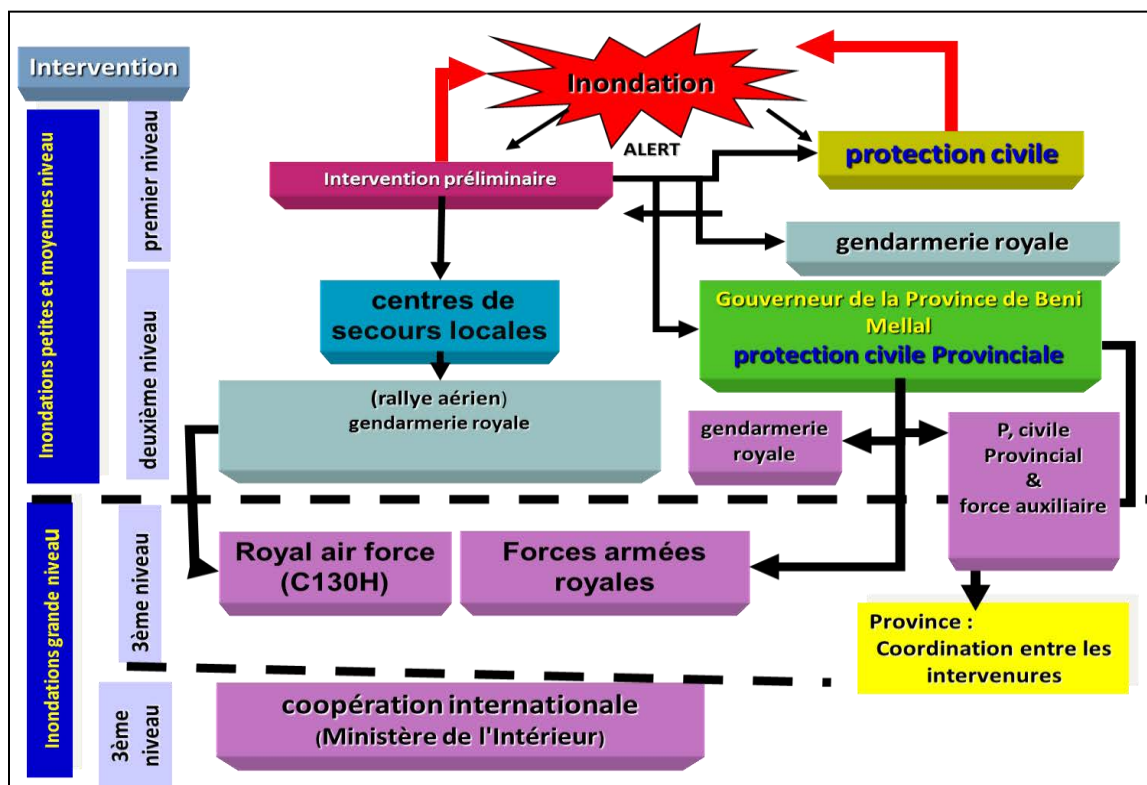 Intervention
Inondation
ALERT
protection civile
Intervention préliminaire
gendarmerie royale
centres de
secours locales
Gouverneur de la Province de Beni
Mellal
protection civile Provinciale
(rallye aérien)
gendarmerie royale
gendarmerie
royale
P, civile
Provincial
&
force auxiliaire
Royal air force
(C130H)
Forces armées
royales
Province :
Coordination entre les
intervenures
coopération internationale
(Ministère de l'Intérieur)
Inondations petites et moyennes niveau
premier niveau
deuxième niveau
Inondations grande niveau
3ème niveau
3ème
niveau